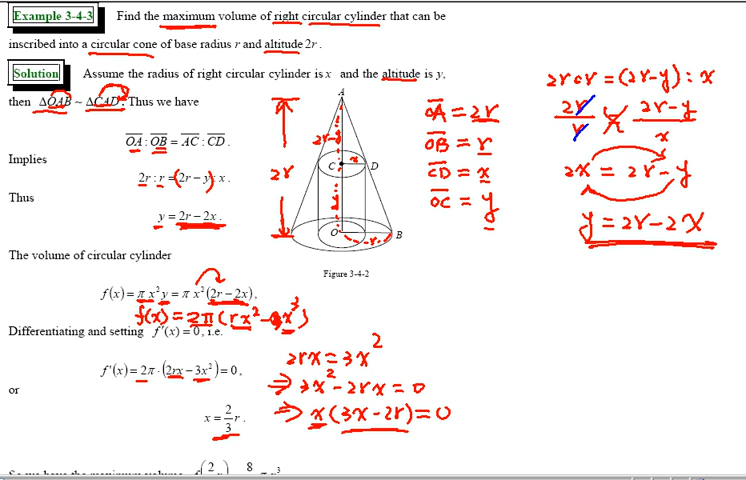 Example 3-4-3 Find the maximum volume of right circular cylinder that can be
inscribed into a circular cone of base radius r and altitude 2r .
Solution Assume the radius of right circular cylinder is x and the altitude is y,
then ΔOAB ~ ΔCAD. Thus we have
OA : OB = AC : CD .
Implies
2r : r = (2r − y) : x .
Thus
y = 2r − 2x .
A
2r-y
C
x
D
2r
y
O
r
B
Figure 3-4-2
OA = 2r
OB = r
CD = x
OC = y
2r : r = (2r-y) : x
2r/r = (2r-y)/x
2x = 2r-y
y = 2r-2x
The volume of circular cylinder
f(x) = π x² y = π x² (2r − 2x),
f(x) = 2π(rx² - x³)
Differentiating and setting f′(x) = 0, i.e.
f′(x) = 2π · (2rx − 3x²) = 0 ,
or
x = 2/3 r .
2rx = 3x²
⇒ 3x² - 2rx = 0
⇒ x(3x-2r) = 0